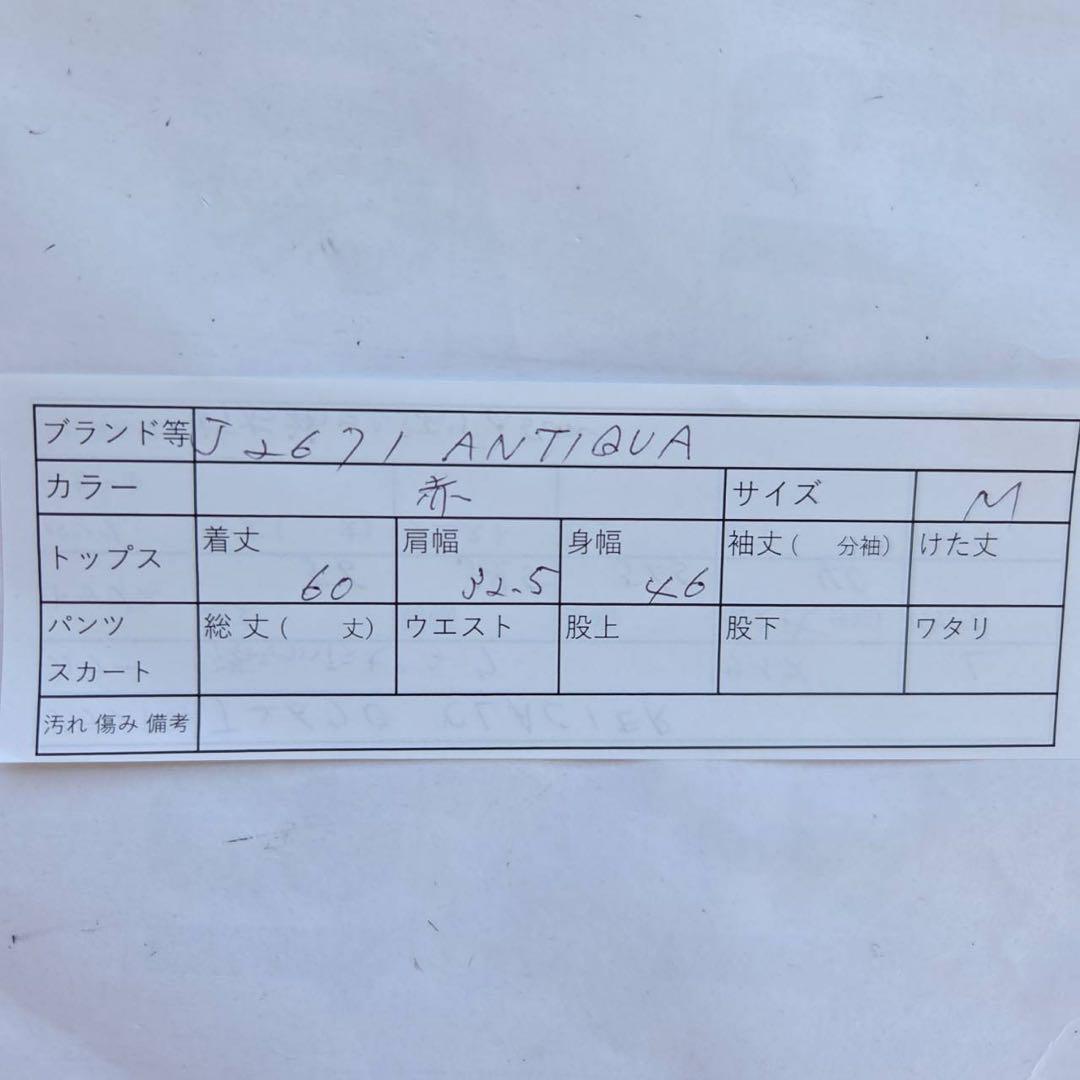 ブランド等 J2671 ANTIQUA
カラー 赤 サイズ M
トップス 着丈 60 肩幅 32.5 身幅 46 袖丈( 分袖) けた丈
パンツ スカート 総丈( 丈) ウエスト 股上 股下 ワタリ
汚れ 傷み 備考